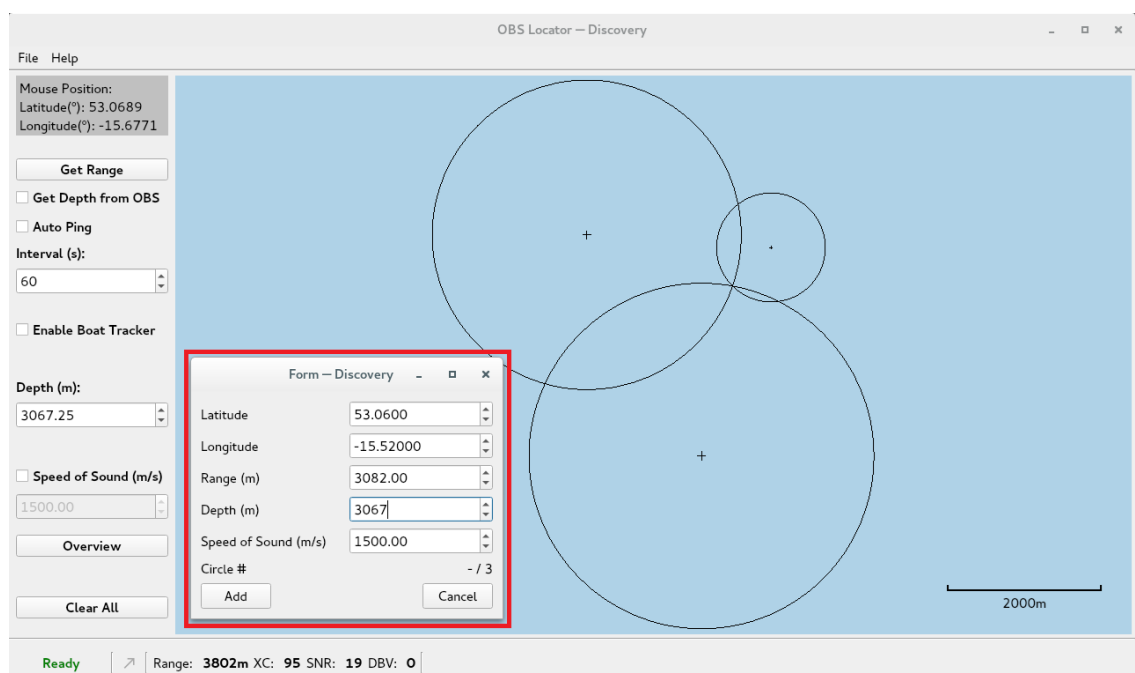 OBS Locator — Discovery
File Help
Mouse Position:
Latitude(º): 53.0689
Longitude(º): -15.6771
Get Range
Get Depth from OBS
Auto Ping
Interval (s):
60
Enable Boat Tracker
Depth (m):
3067.25
Speed of Sound (m/s)
1500.00
Overview
Clear All
Form — Discovery
Latitude 53.0600
Longitude -15.52000
Range (m) 3082.00
Depth (m) 3067
Speed of Sound (m/s) 1500.00
Circle # - / 3
Add Cancel
2000m
Ready Range: 3802m XC: 95 SNR: 19 DBV: 0